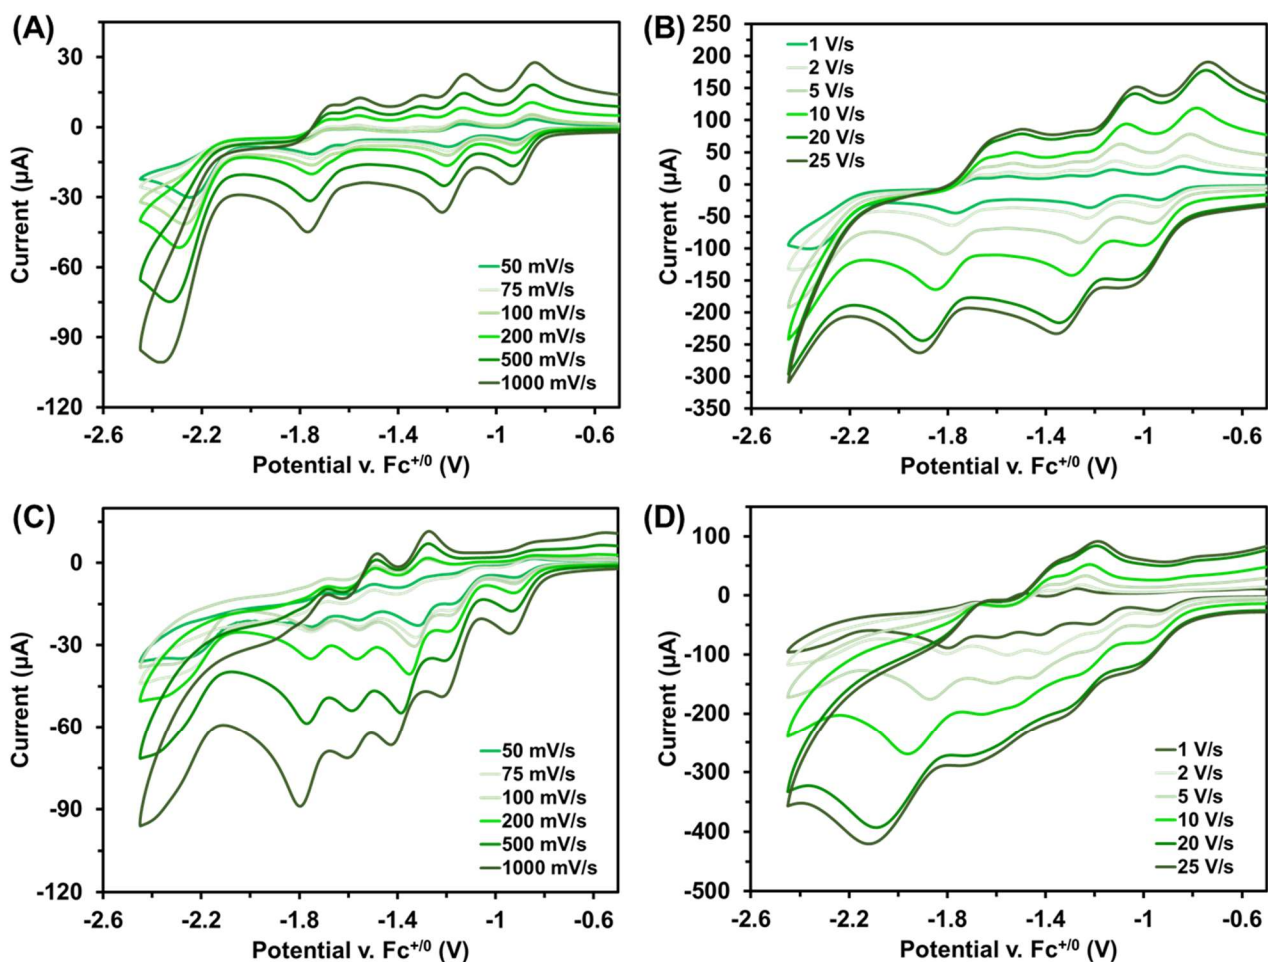 (A)
30
0
-30
-60
-90
-120
Current (µA)
50 mV/s
75 mV/s
100 mV/s
200 mV/s
500 mV/s
1000 mV/s
-2.6 -2.2 -1.8 -1.4 -1 -0.6
Potential v. Fc⁺/⁰ (V)
(B)
250
200
150
100
50
0
-50
-100
-150
-200
-250
-300
-350
Current (µA)
1 V/s
2 V/s
5 V/s
10 V/s
20 V/s
25 V/s
-2.6 -2.2 -1.8 -1.4 -1 -0.6
Potential v. Fc⁺/⁰ (V)
(C)
0
-30
-60
-90
-120
Current (µA)
50 mV/s
75 mV/s
100 mV/s
200 mV/s
500 mV/s
1000 mV/s
-2.6 -2.2 -1.8 -1.4 -1 -0.6
Potential v. Fc⁺/⁰ (V)
(D)
100
0
-100
-200
-300
-400
-500
Current (µA)
1 V/s
2 V/s
5 V/s
10 V/s
20 V/s
25 V/s
-2.6 -2.2 -1.8 -1.4 -1 -0.6
Potential v. Fc⁺/⁰ (V)